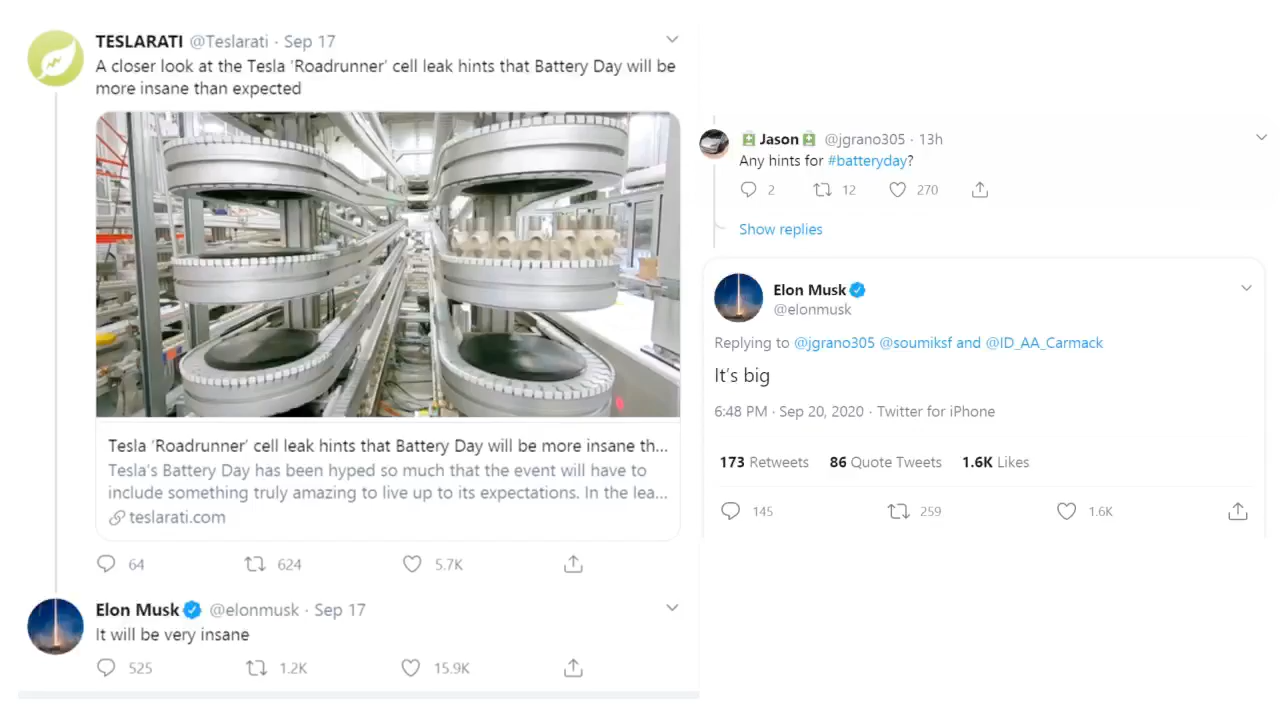 TESLARATI @Teslarati · Sep 17
A closer look at the Tesla 'Roadrunner' cell leak hints that Battery Day will be
more insane than expected
Tesla 'Roadrunner' cell leak hints that Battery Day will be more insane th...
Tesla's Battery Day has been hyped so much that the event will have to
include something truly amazing to live up to its expectations. In the lea...
teslarati.com
64 624 5.7K
Elon Musk @elonmusk · Sep 17
It will be very insane
525 1.2K 15.9K
Jason @jgrano305 · 13h
Any hints for #batteryday?
2 12 270
Show replies
Elon Musk
@elonmusk
Replying to @jgrano305 @soumiksf and @ID_AA_Carmack
It's big
6:48 PM · Sep 20, 2020 · Twitter for iPhone
173 Retweets 86 Quote Tweets 1.6K Likes
145 259 1.6K